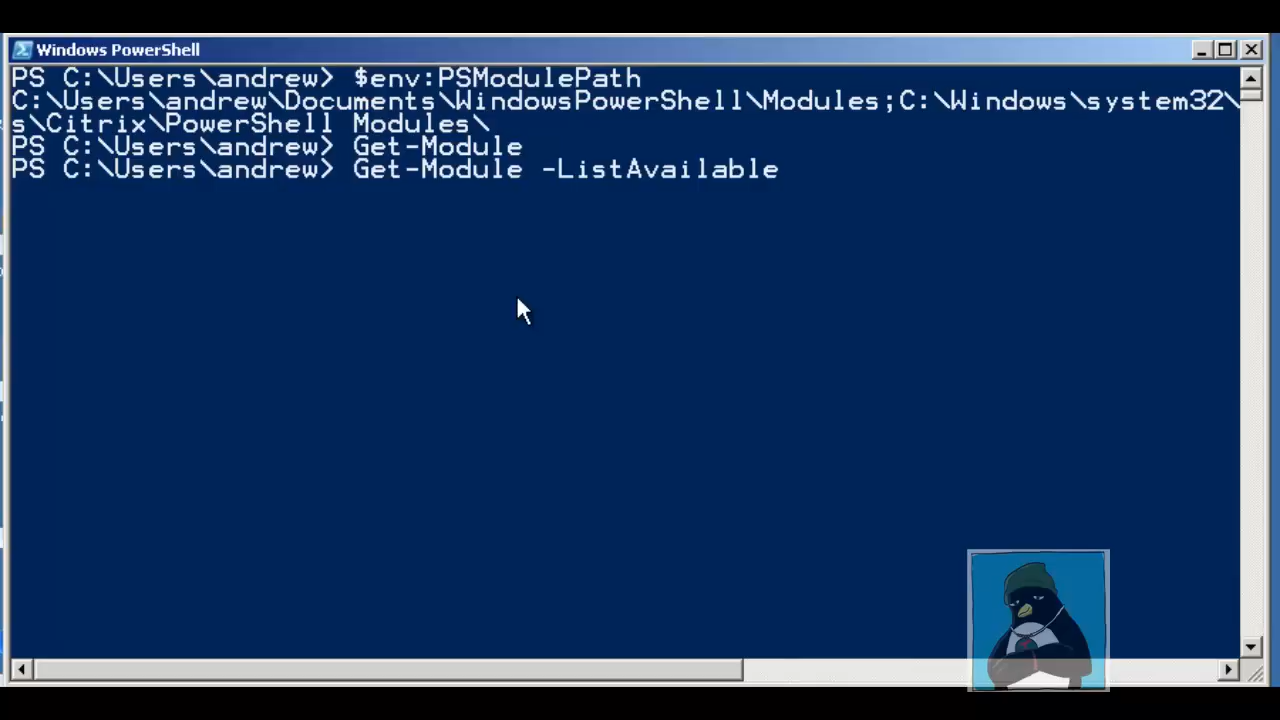 Windows PowerShell
PS C:\Users\andrew> $env:PSModulePath
C:\Users\andrew\Documents\WindowsPowerShell\Modules;C:\Windows\system32\
s\Citrix\PowerShell Modules\
PS C:\Users\andrew> Get-Module
PS C:\Users\andrew> Get-Module -ListAvailable